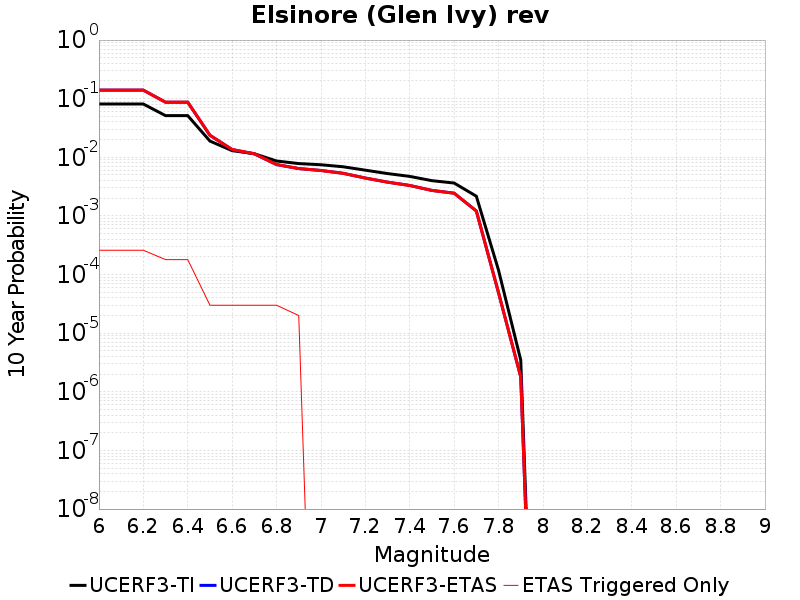 Elsinore (Glen Ivy) rev
10^0
10^-1
10^-2
10^-3
10^-4
10^-5
10^-6
10^-7
10^-8
10 Year Probability
6 6.2 6.4 6.6 6.8 7 7.2 7.4 7.6 7.8 8 8.2 8.4 8.6 8.8 9
Magnitude
UCERF3-TI UCERF3-TD UCERF3-ETAS ETAS Triggered Only